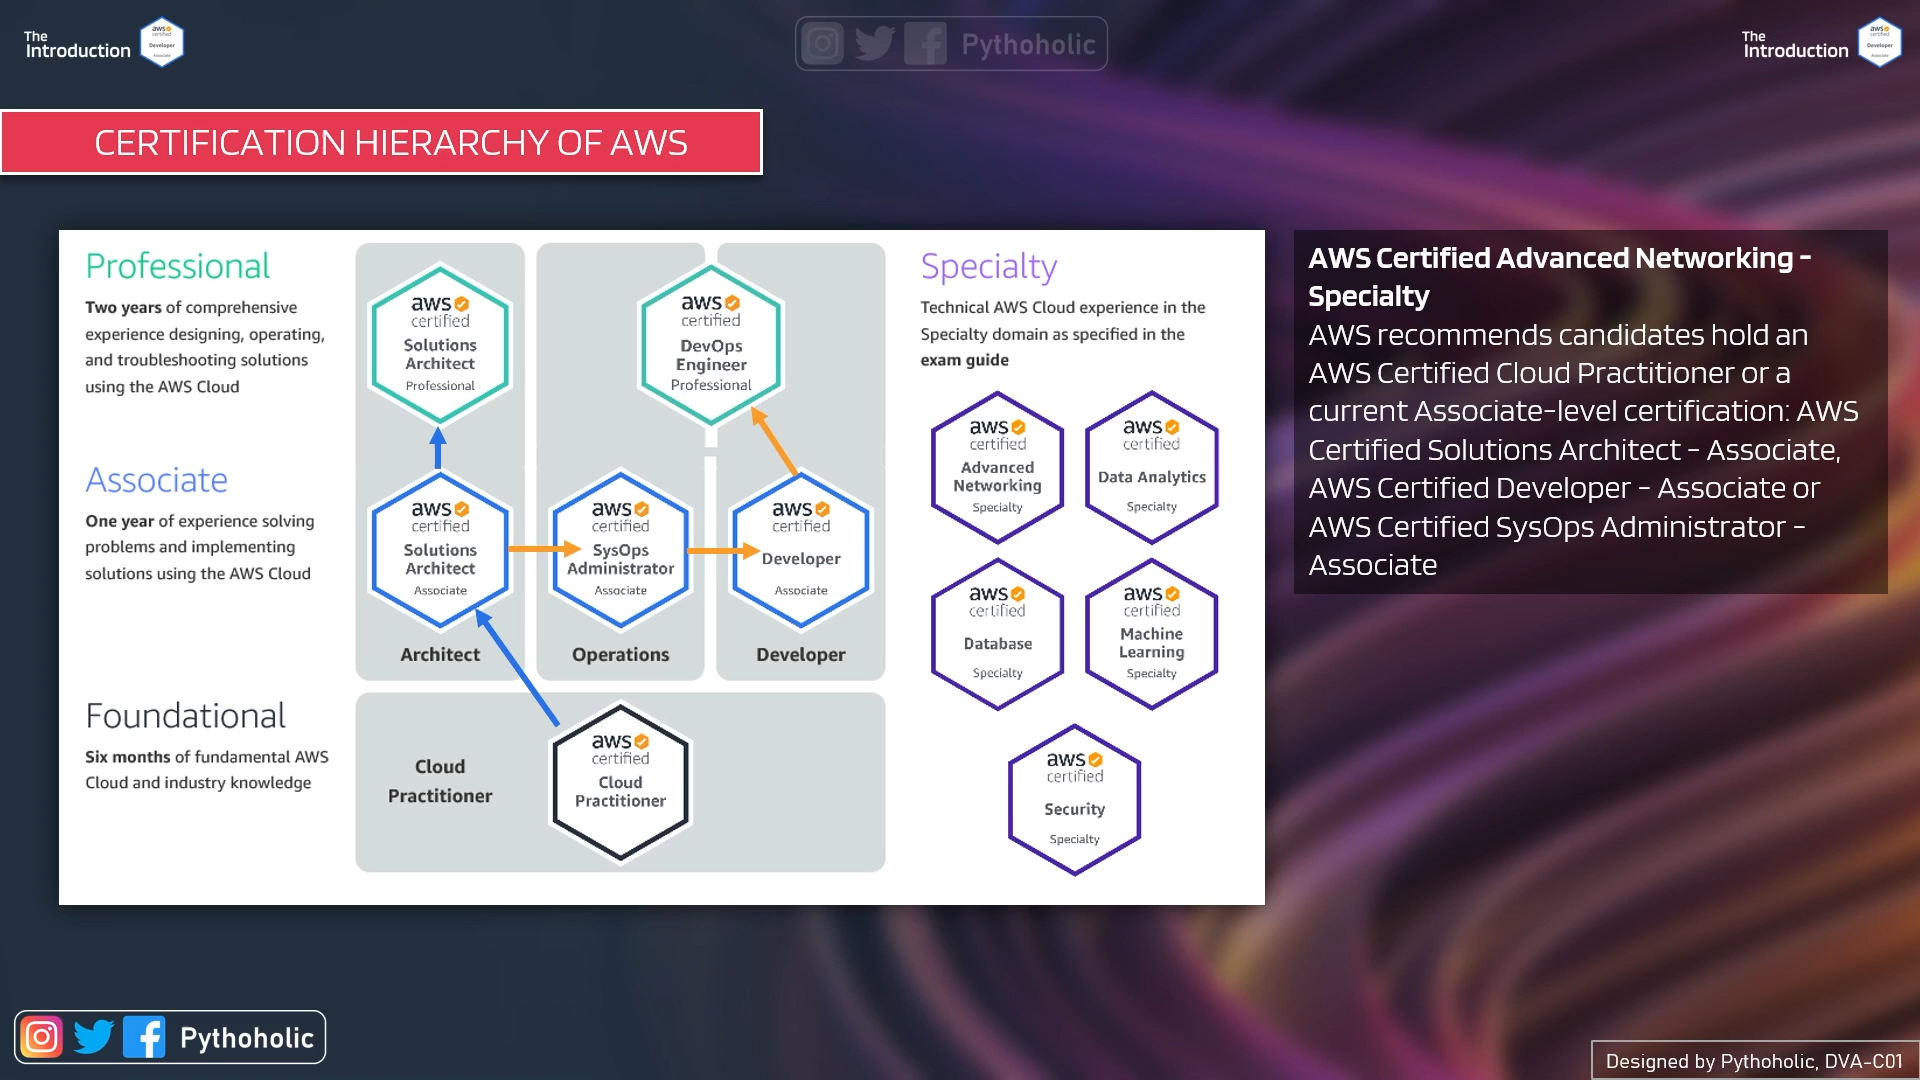 The
Introduction
aws
certified
Developer
Associate
Pythoholic
The
Introduction
aws
certified
Developer
Associate
CERTIFICATION HIERARCHY OF AWS
Professional
Two years of comprehensive
experience designing, operating,
and troubleshooting solutions
using the AWS Cloud
aws
certified
Solutions
Architect
Professional
aws
certified
DevOps
Engineer
Professional
Associate
One year of experience solving
problems and implementing
solutions using the AWS Cloud
aws
certified
Solutions
Architect
Associate
Architect
aws
certified
SysOps
Administrator
Associate
Operations
aws
certified
Developer
Associate
Developer
Foundational
Six months of fundamental AWS
Cloud and industry knowledge
Cloud
Practitioner
aws
certified
Cloud
Practitioner
Specialty
Technical AWS Cloud experience in the
Specialty domain as specified in the
exam guide
aws
certified
Advanced
Networking
Specialty
aws
certified
Data Analytics
Specialty
aws
certified
Database
Specialty
aws
certified
Machine
Learning
Specialty
aws
certified
Security
Specialty
AWS Certified Advanced Networking -
Specialty
AWS recommends candidates hold an
AWS Certified Cloud Practitioner or a
current Associate-level certification: AWS
Certified Solutions Architect - Associate,
AWS Certified Developer - Associate or
AWS Certified SysOps Administrator -
Associate
Pythoholic
Designed by Pythoholic, DVA-C01